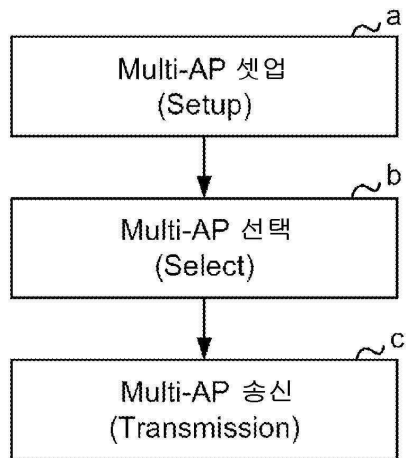 a
Multi-AP 셋업
(Setup)
b
Multi-AP 선택
(Select)
c
Multi-AP 송신
(Transmission)